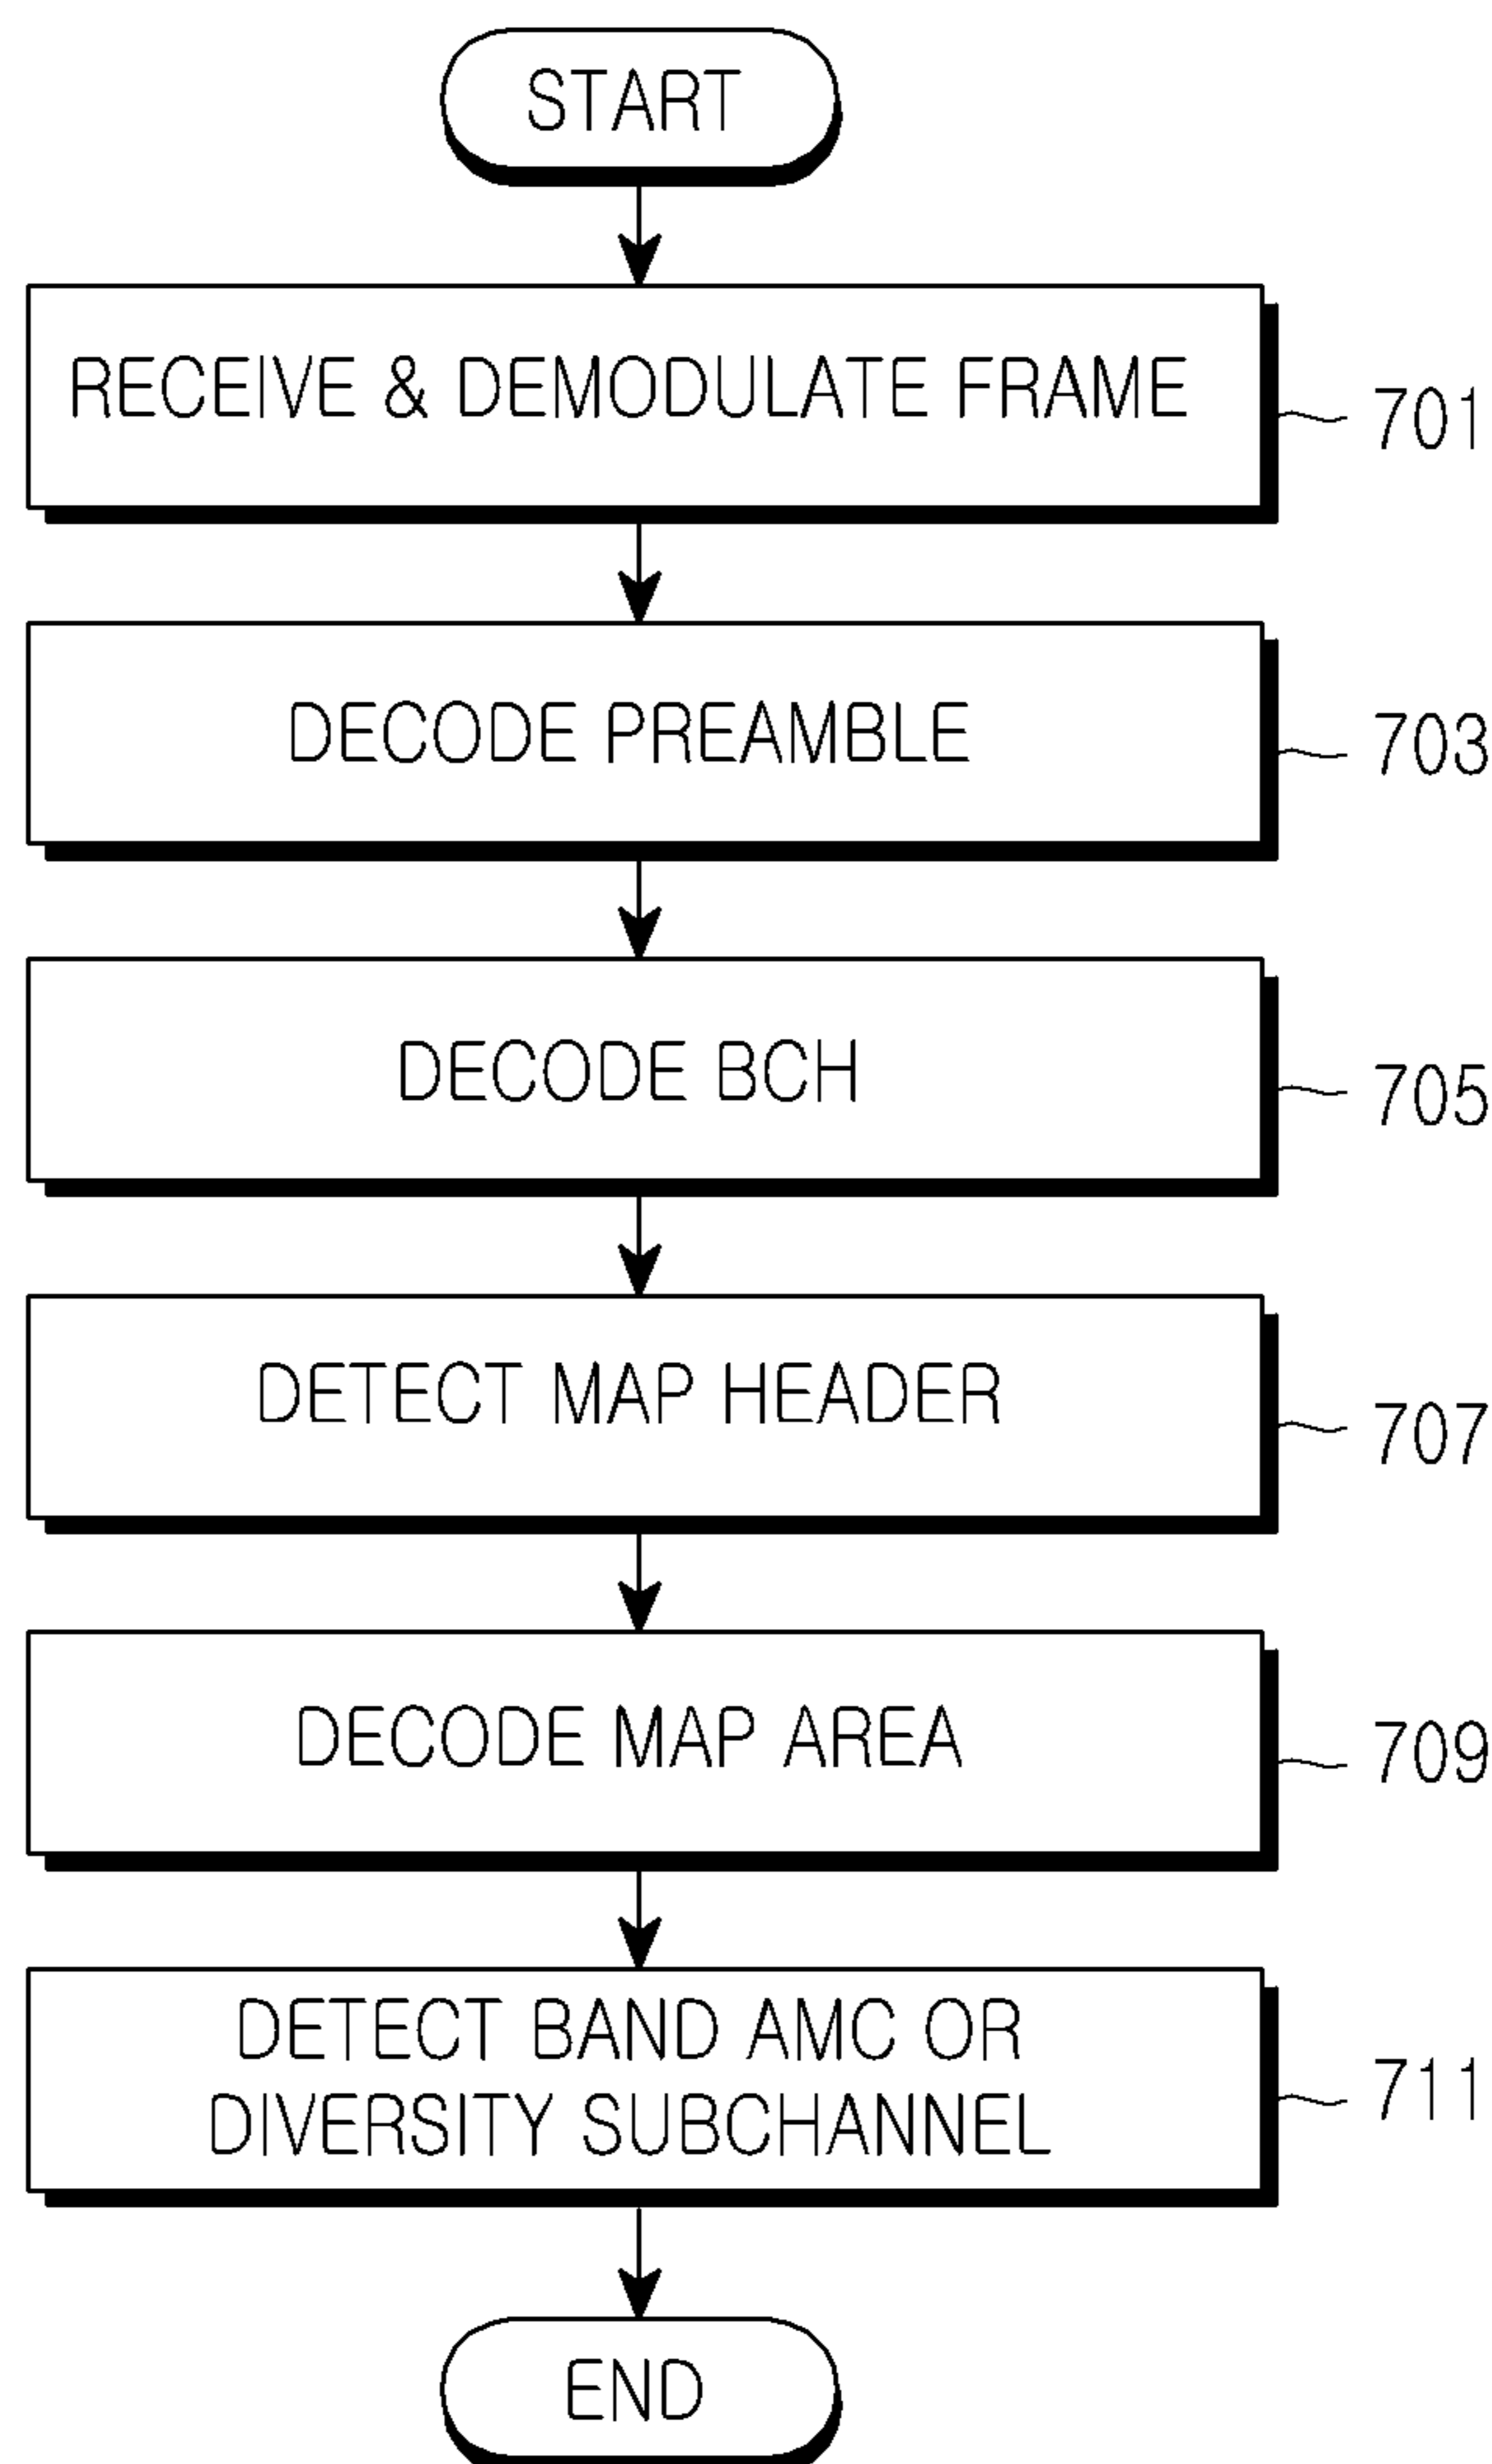 START
RECEIVE & DEMODULATE FRAME
701
DECODE PREAMBLE
703
DECODE BCH
705
DETECT MAP HEADER
707
DECODE MAP AREA
709
DETECT BAND AMC OR
DIVERSITY SUBCHANNEL
711
END